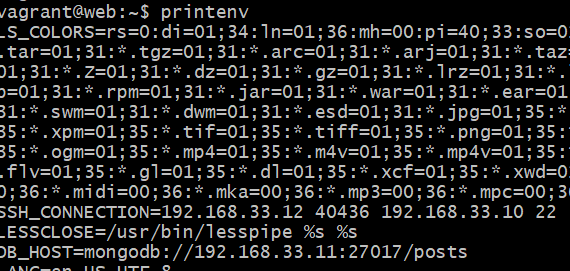 vagrant@web:~$ printenv
LS_COLORS=rs=0:di=01;34:ln=01;36:mh=00:pi=40;33:so=0
.tar=01;31:*.tgz=01;31:*.arc=01;31:*.arj=01;31:*.taz=
01;31:*.Z=01;31:*.dz=01;31:*.gz=01;31:*.lrz=01;31:*.
b=01;31:*.rpm=01;31:*.jar=01;31:*.war=01;31:*.ear=01
31:*.swm=01;31:*.dwm=01;31:*.esd=01;31:*.jpg=01;35:*
35:*.xpm=01;35:*.tif=01;35:*.tiff=01;35:*.png=01;35:
35:*.ogm=01;35:*.mp4=01;35:*.m4v=01;35:*.mp4v=01;35:
.flv=01;35:*.gl=01;35:*.dl=01;35:*.xcf=01;35:*.xwd=0
0;36:*.midi=00;36:*.mka=00;36:*.mp3=00;36:*.mpc=00;36
SSH_CONNECTION=192.168.33.12 40436 192.168.33.10 22
LESSCLOSE=/usr/bin/lesspipe %s %s
DB_HOST=mongodb://192.168.33.11:27017/posts